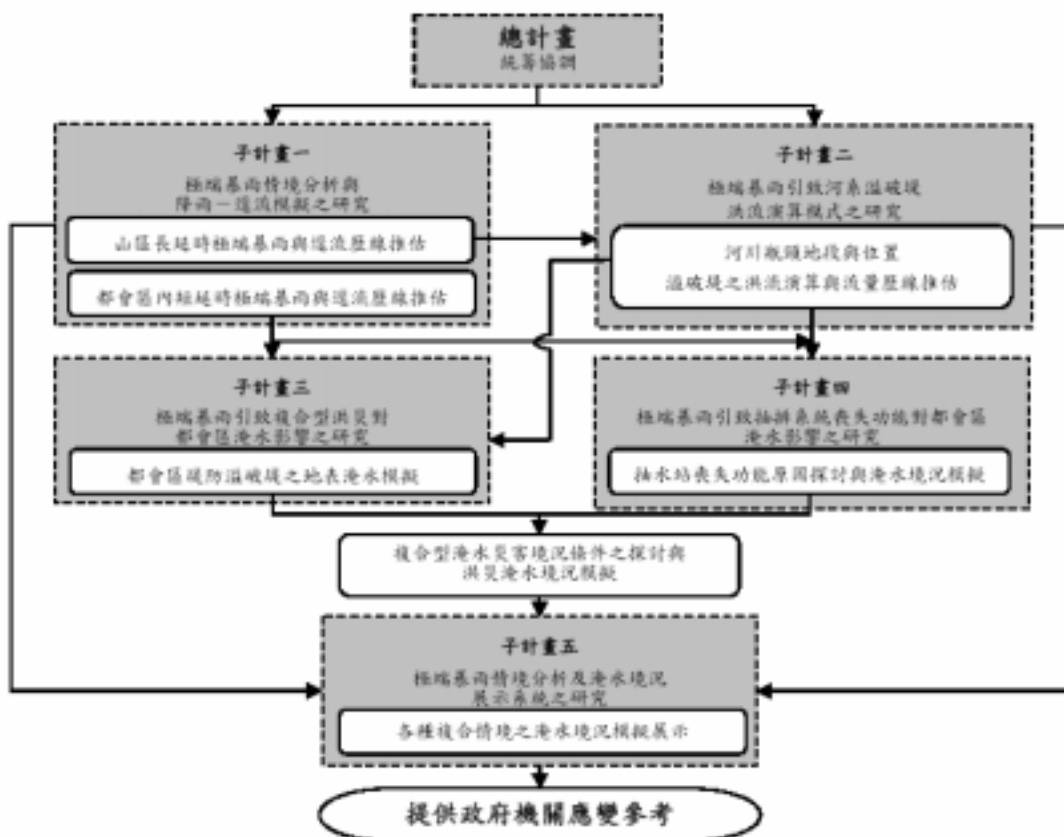 總計畫
統籌協調
子計畫一
極端暴雨情境分析與
降雨－逕流模擬之研究
山區長延時極端暴雨與逕流歷線推估
都會區內短延時極端暴雨與逕流歷線推估
子計畫二
極端暴雨引致河系溢破堤
洪流演算模式之研究
河川瓶頸地段與位置
溢破堤之洪流演算與流量歷線推估
子計畫三
極端暴雨引致複合型洪災對
都會區淹水影響之研究
都會區堤防溢破堤之地表淹水模擬
子計畫四
極端暴雨引致抽排系統喪失功能對都會區
淹水影響之研究
抽水站喪失功能原因探討與淹水境況模擬
複合型淹水災害境況條件之探討與
洪災淹水境況模擬
子計畫五
極端暴雨情境分析及淹水境況
展示系統之研究
各種複合情境之淹水境況模擬展示
提供政府機關應變參考